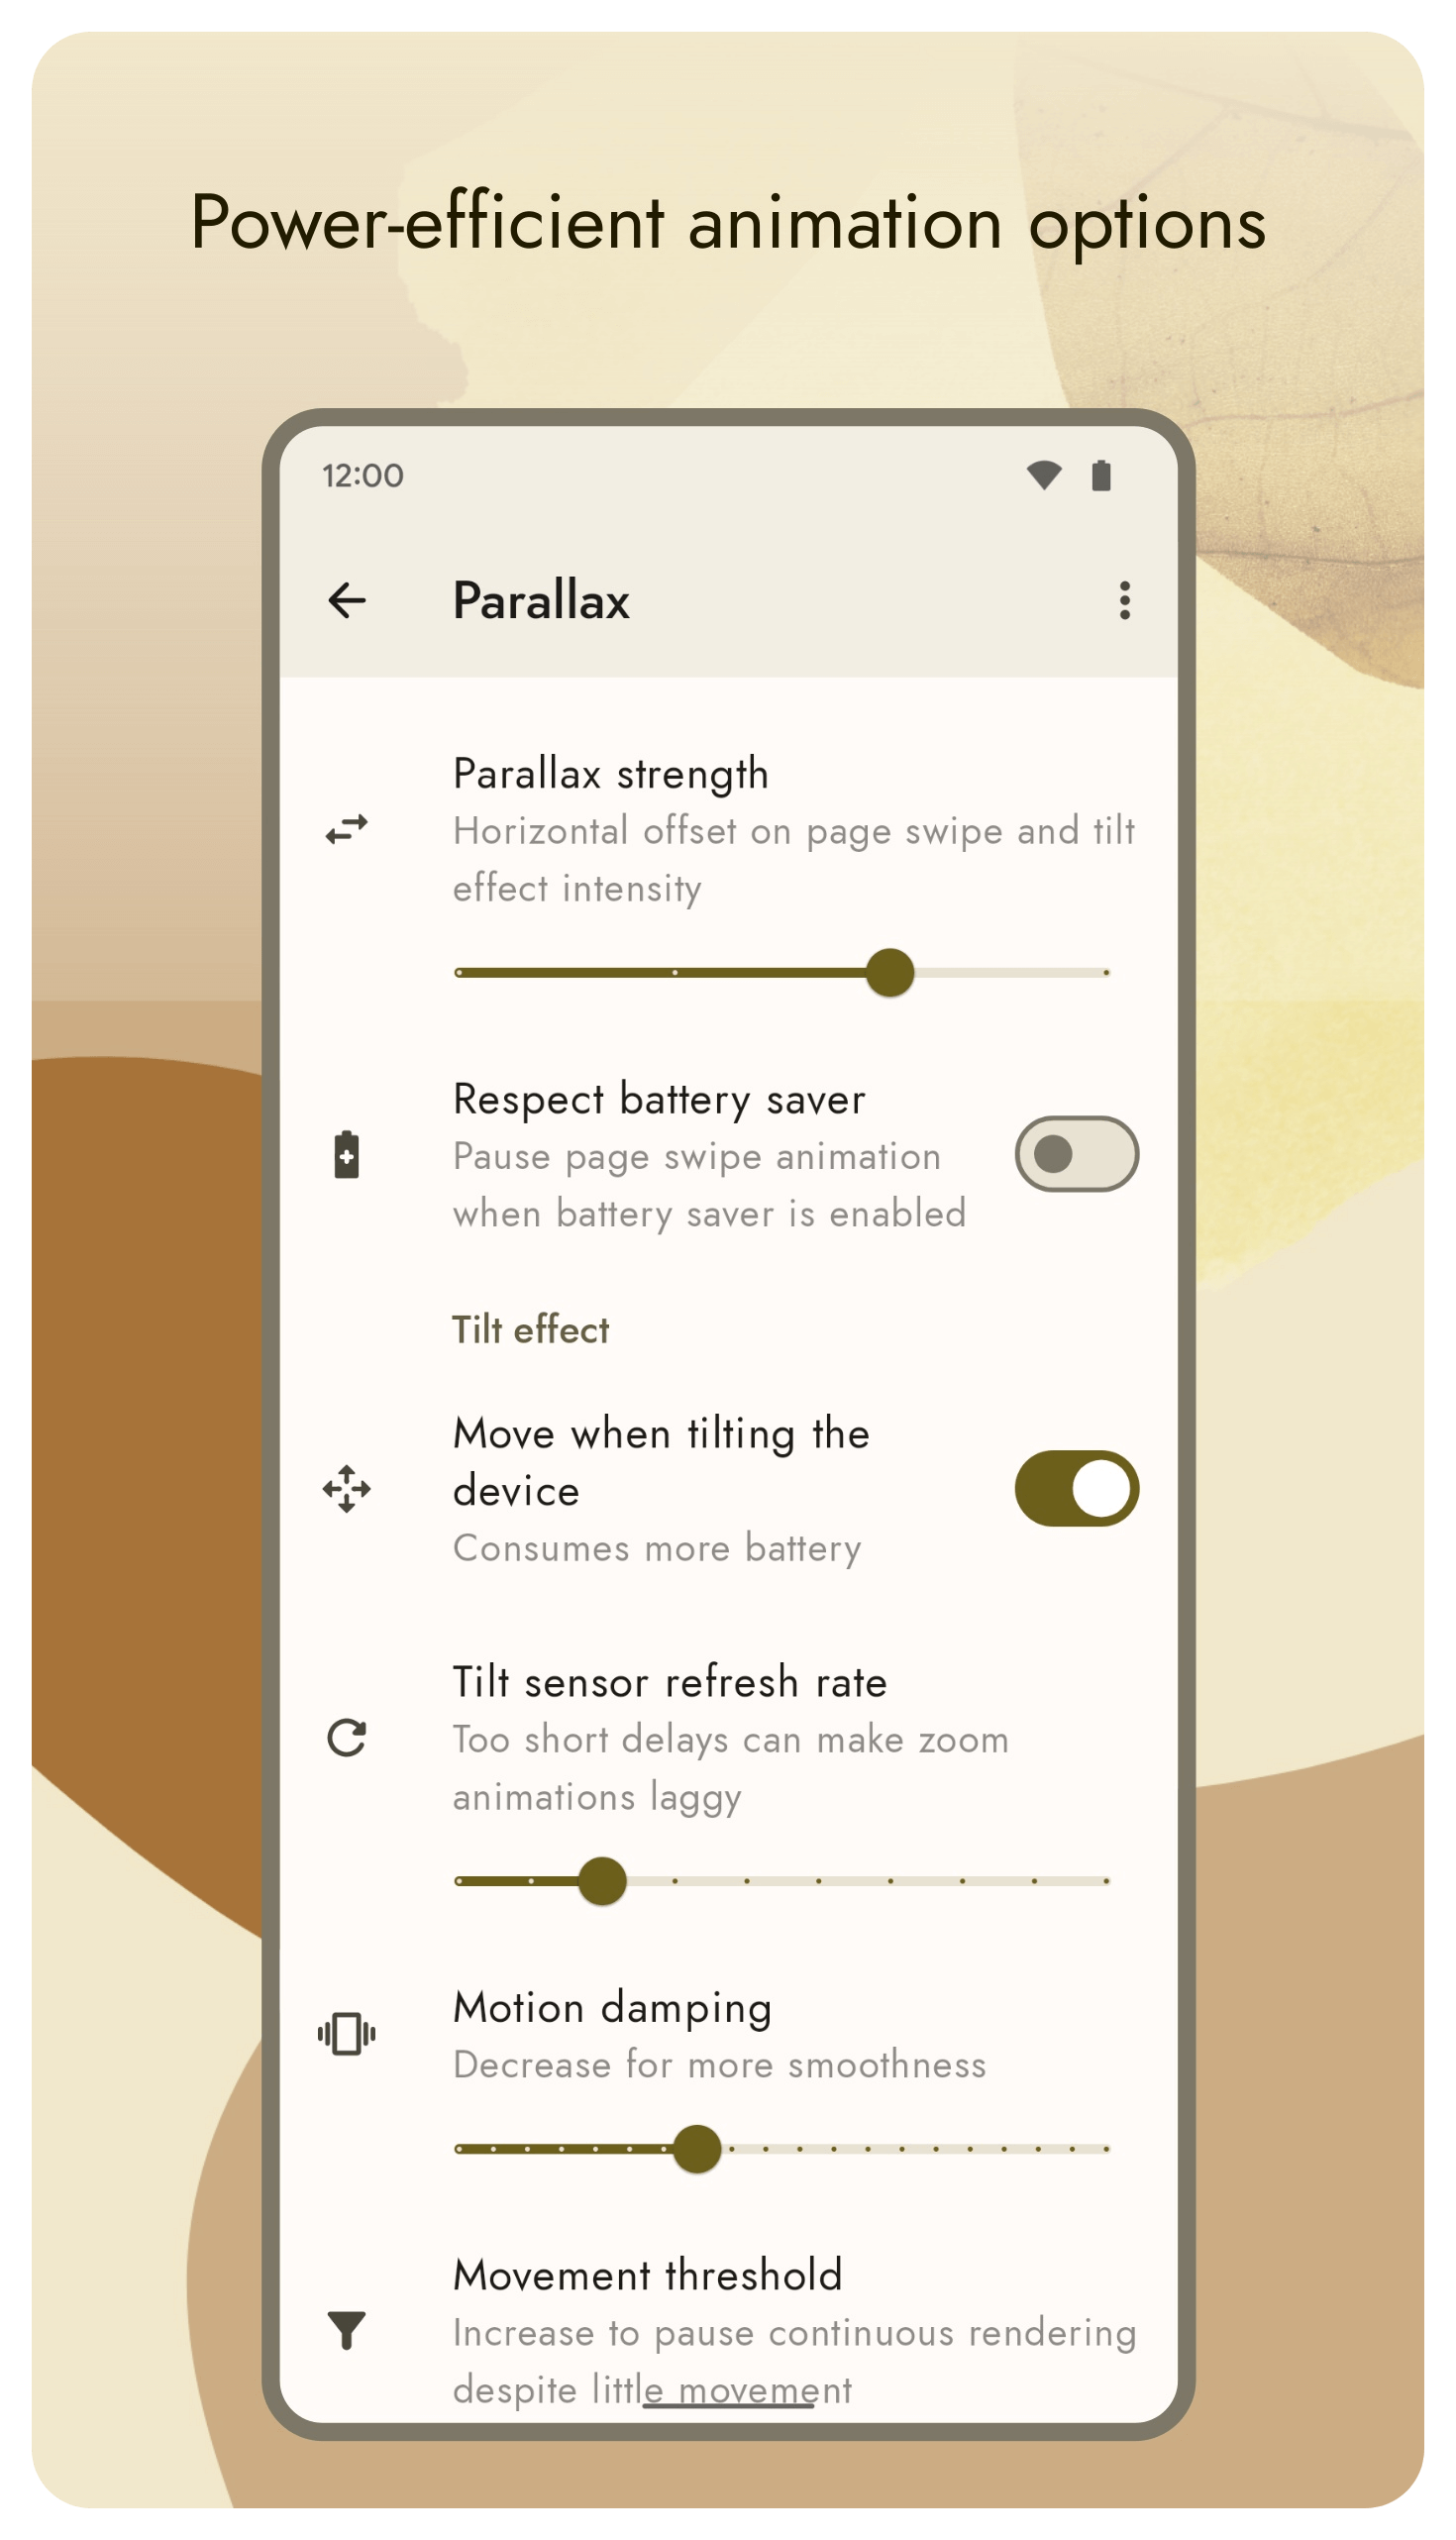 Power-efficient animation options
12:00
Parallax
Parallax strength
Horizontal offset on page swipe and tilt
effect intensity
Respect battery saver
Pause page swipe animation
when battery saver is enabled
Tilt effect
Move when tilting the
device
Consumes more battery
Tilt sensor refresh rate
Too short delays can make zoom
animations laggy
Motion damping
Decrease for more smoothness
Movement threshold
Increase to pause continuous rendering
despite little movement